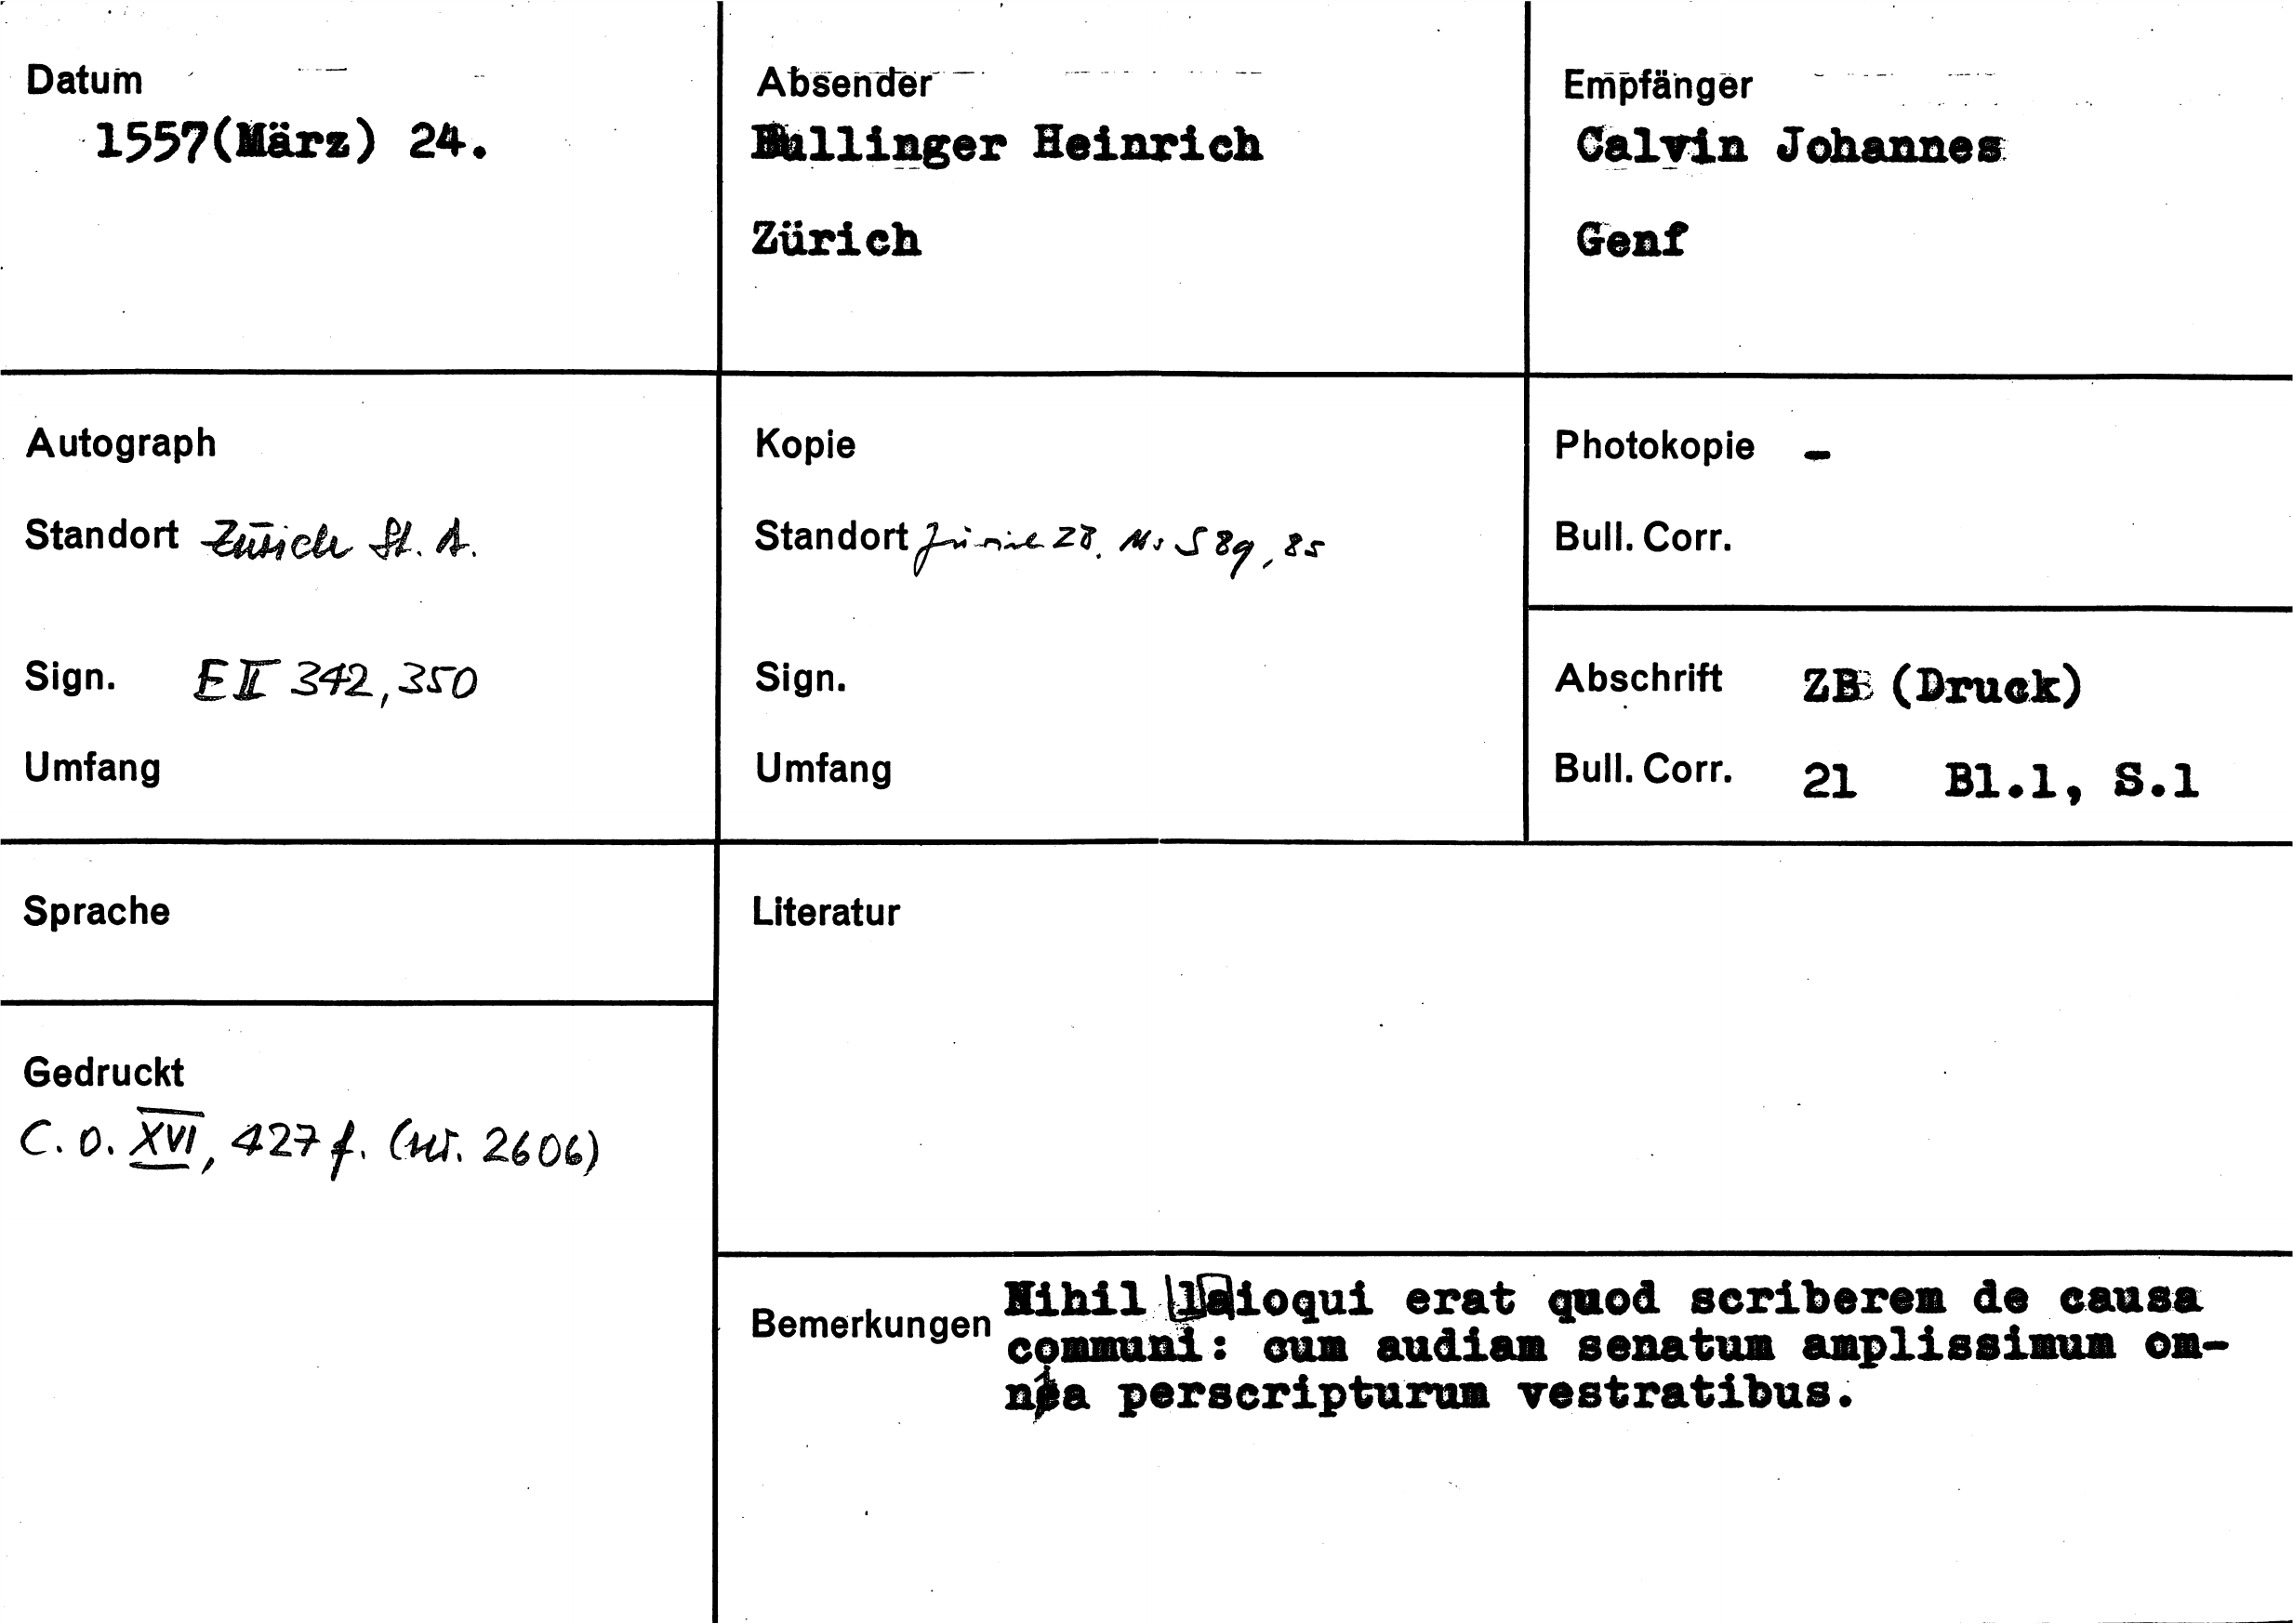 Datum
1557(März) 24.
Absender
Bullinger Heinrich
Zürich
Empfänger
Calvin Johannes
Genf
Autograph
Standort Zürich St. A.
Sign. E II 342, 350
Umfang
Kopie
Standort Zürich ZB. Ms S 89, 85
Sign.
Umfang
Photokopie -
Bull. Corr.
Abschrift ZB (Druck)
Bull. Corr. 21 Bl.1, S.1
Sprache
Literatur
Gedruckt
C. O. XVI, 427 f. (nr. 2606)
Bemerkungen
Nihil erat quod scriberem de causa
communi: cum audiam senatum amplissimum om-
nia perscripturum vestratibus.